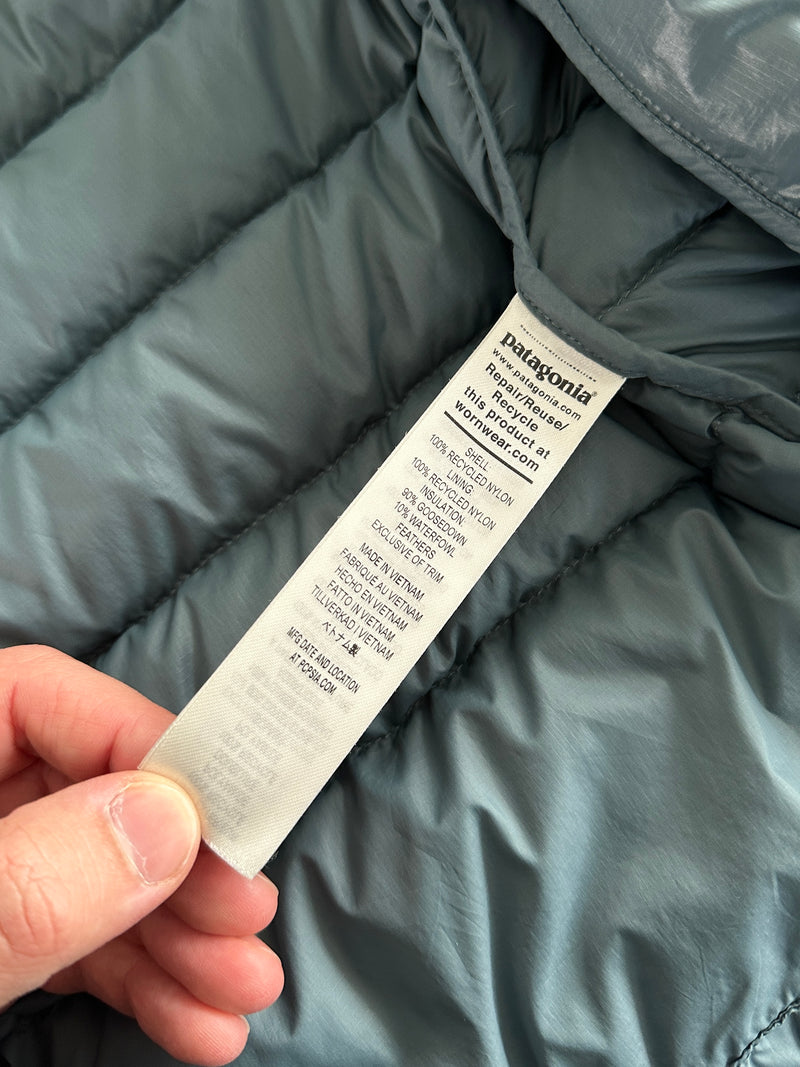 patagonia®
www.patagonia.com
Repair/Reuse/
Recycle
this product at
wornwear.com
SHELL:
100% RECYCLED NYLON
LINING:
100% RECYCLED NYLON
INSULATION:
90% GOOSEDOWN
10% WATERFOWL
FEATHERS
EXCLUSIVE OF TRIM
MADE IN VIETNAM
FABRIQUÉ AU VIETNAM
HECHO EN VIETNAM
FATTO IN VIETNAM
TILLVERKAD I VIETNAM
ベトナム製
MFG DATE AND LOCATION
AT PCPSIA.COM